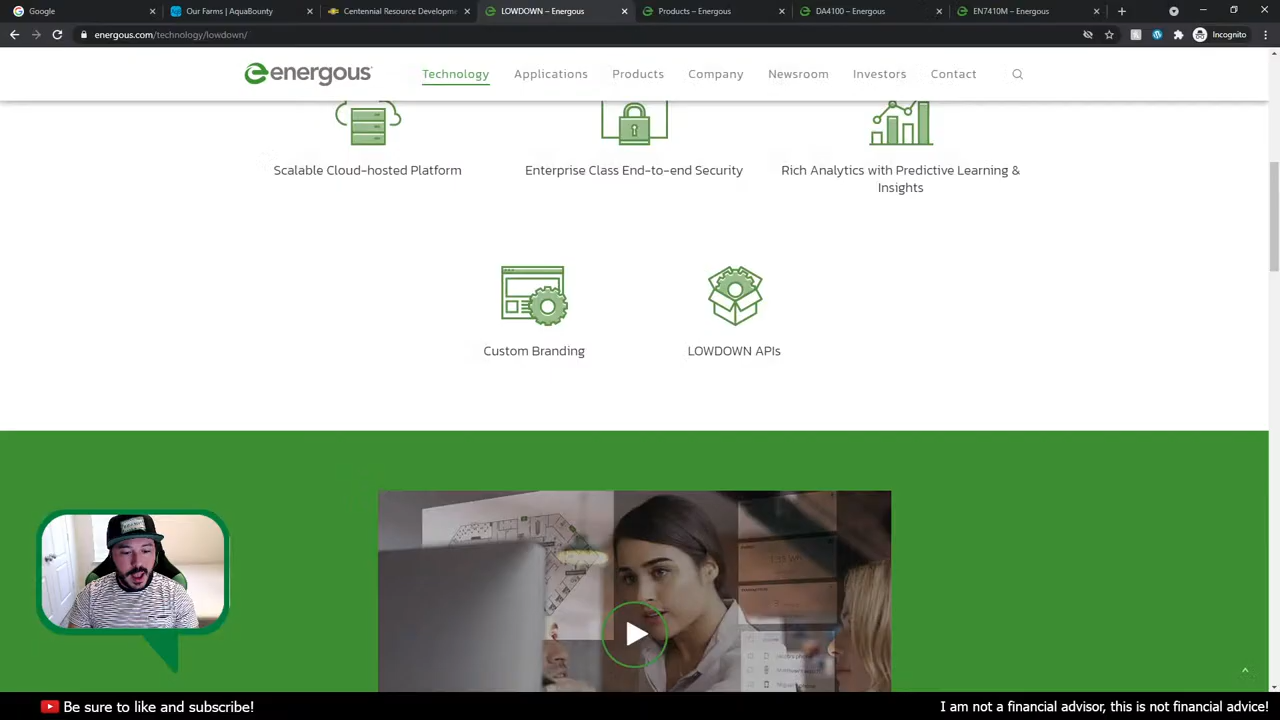 Google
Our Farms | AquaBounty
Centennial Resource Developm
LOWDOWN – Energous
Products – Energous
DA4100 – Energous
EN7410M – Energous
energous.com/technology/lowdown/
Incognito
energous
Technology
Applications
Products
Company
Newsroom
Investors
Contact
Scalable Cloud-hosted Platform
Enterprise Class End-to-end Security
Rich Analytics with Predictive Learning &
Insights
Custom Branding
LOWDOWN APIs
Be sure to like and subscribe!
I am not a financial advisor, this is not financial advice!